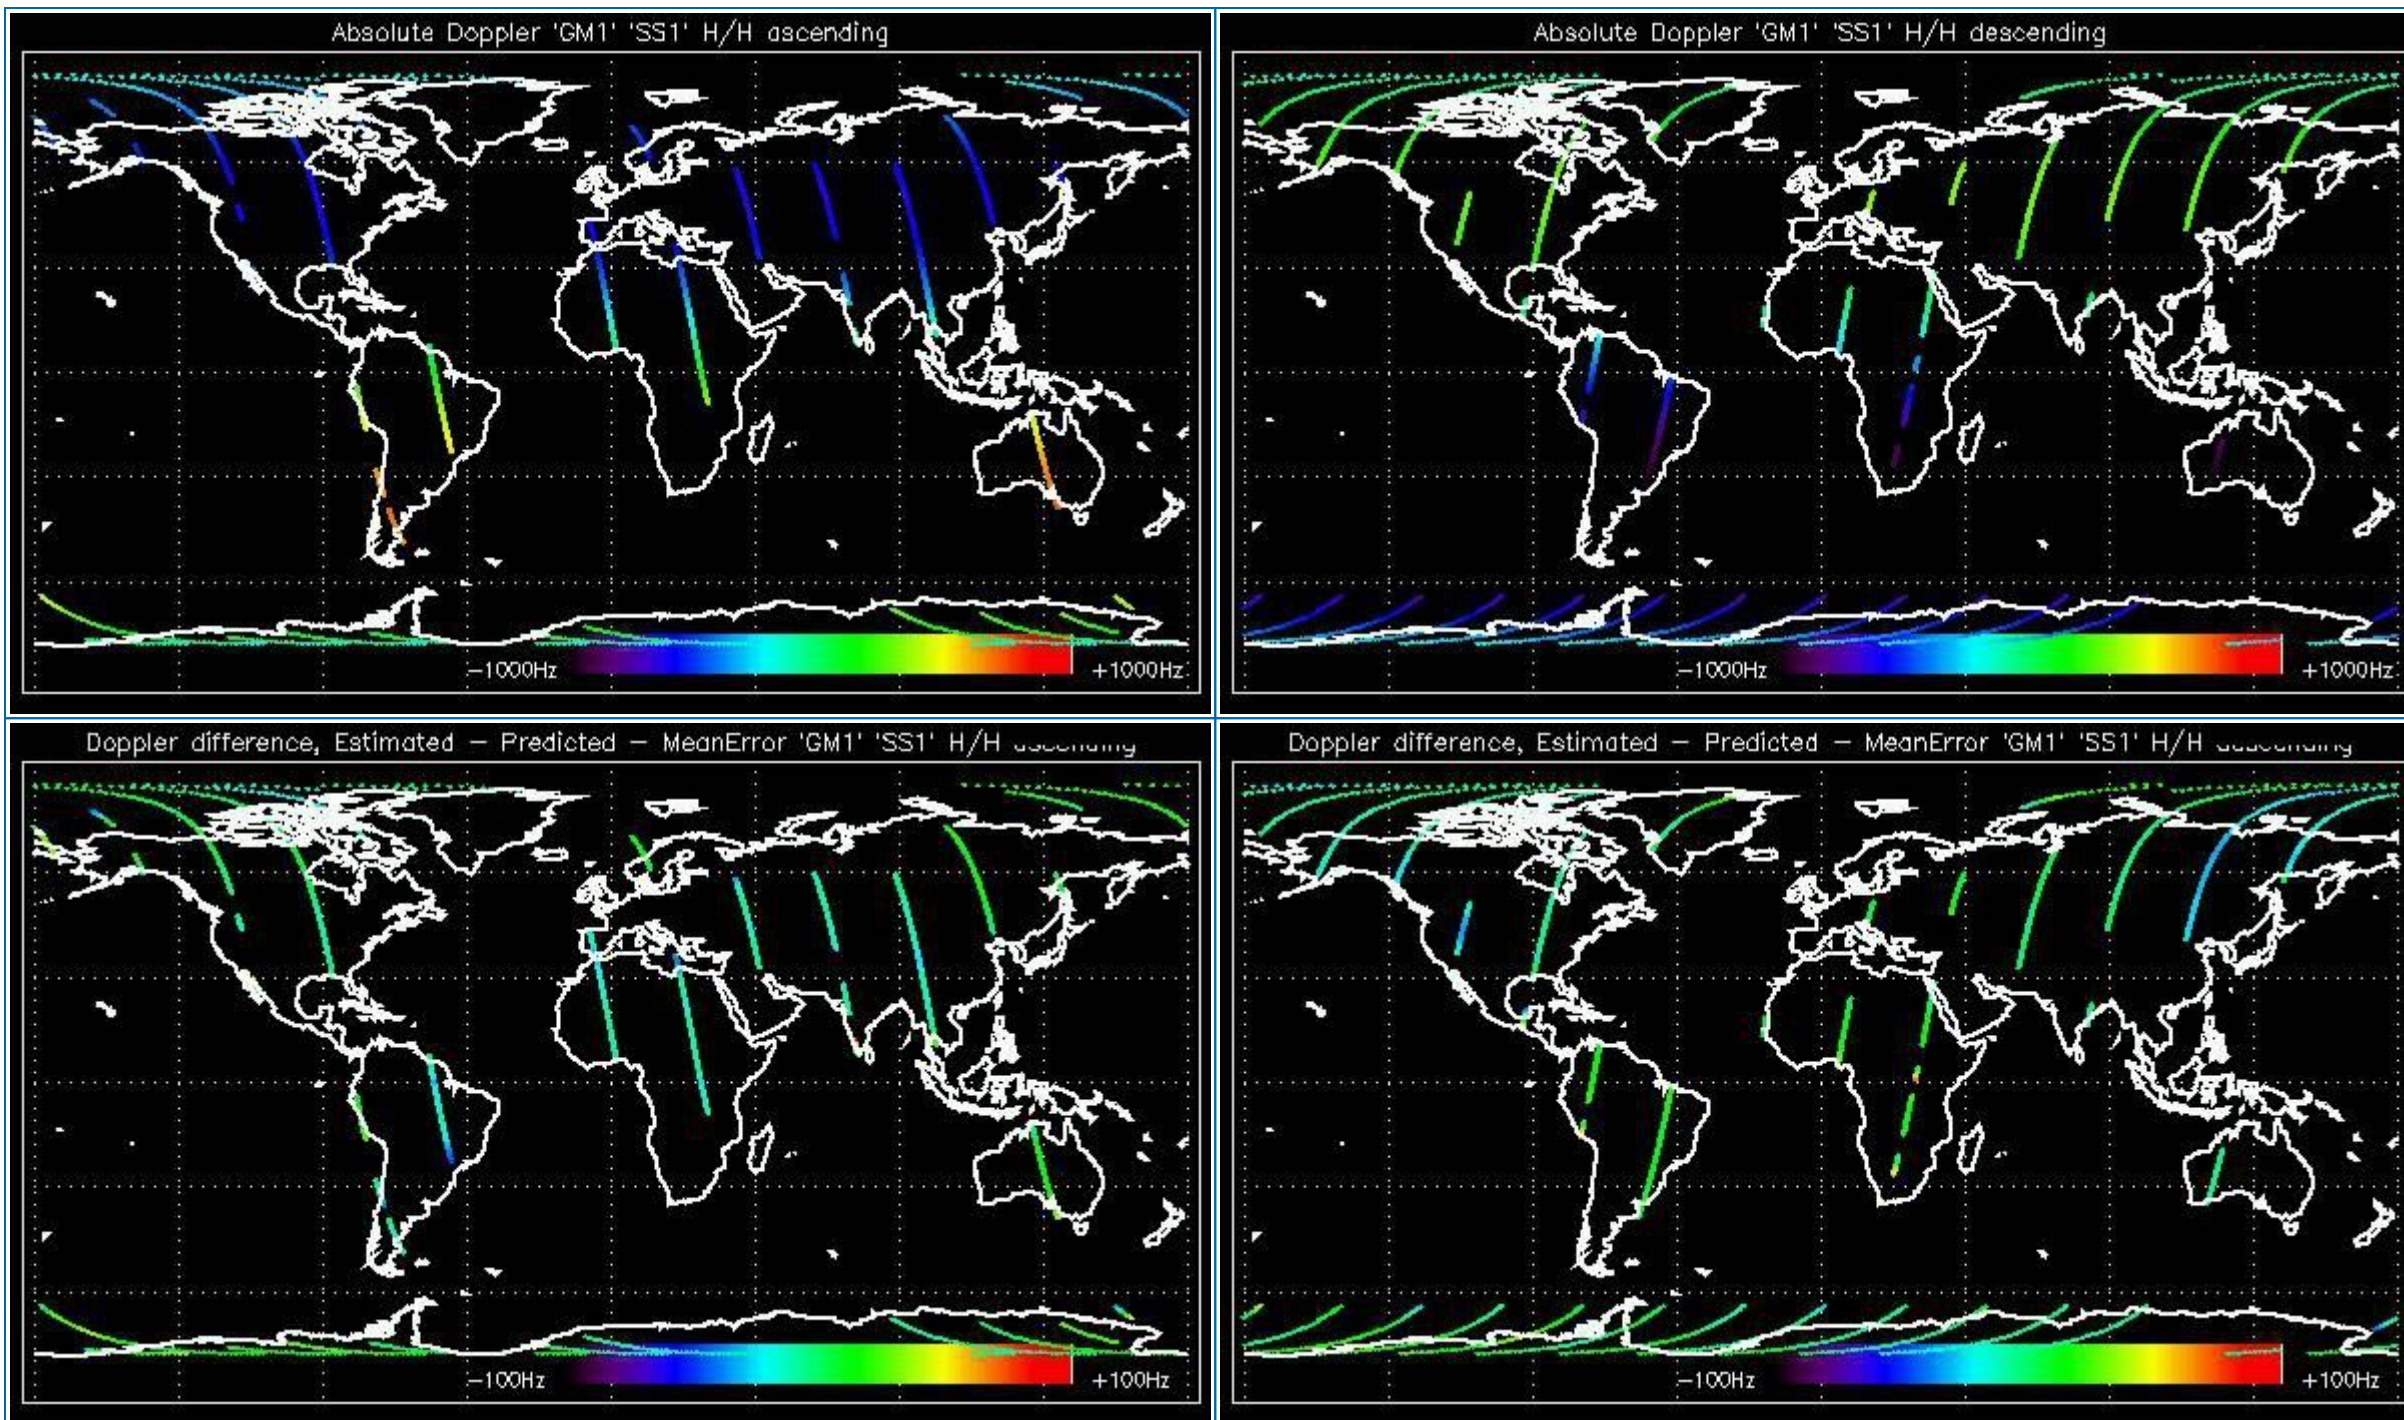 Absolute Doppler 'GM1' 'SS1' H/H ascending
-1000Hz
+1000Hz
Absolute Doppler 'GM1' 'SS1' H/H descending
-1000Hz
+1000Hz
Doppler difference, Estimated - Predicted - MeanError 'GM1' 'SS1' H/H
-100Hz
+100Hz
Doppler difference, Estimated - Predicted - MeanError 'GM1' 'SS1' H/H
-100Hz
+100Hz